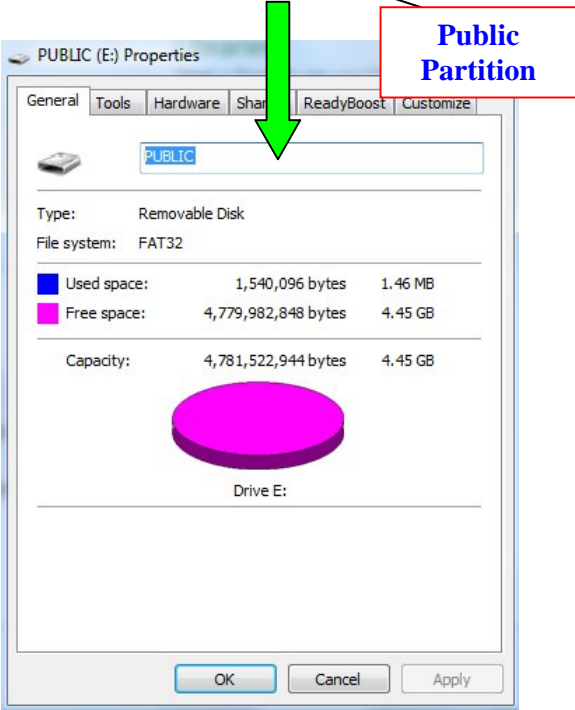 Public
Partition
PUBLIC (E:) Properties
General Tools Hardware ReadyBoost Customize
PUBLIC
Type: Removable Disk
File system: FAT32
Used space: 1,540,096 bytes 1.46 MB
Free space: 4,779,982,848 bytes 4.45 GB
Capacity: 4,781,522,944 bytes 4.45 GB
Drive E:
OK Cancel Apply